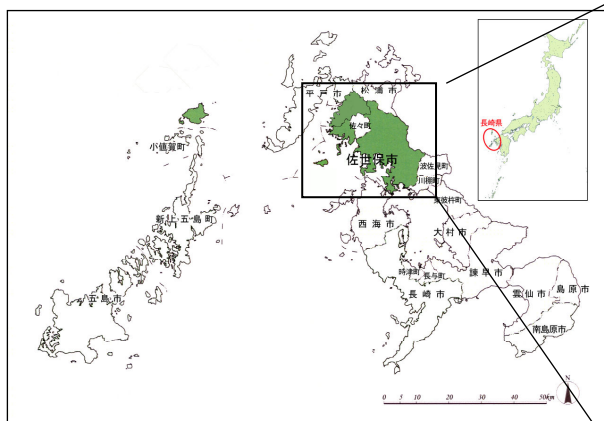 長崎県
平戸市
松浦市
佐々町
小値賀町
佐世保市
波佐見町
川棚町
東彼杵町
新上五島町
西海市
大村市
時津町
長与町
諫早市
五島市
長崎市
雲仙市
島原市
南島原市
N
0 5 10 20 30 40 50km